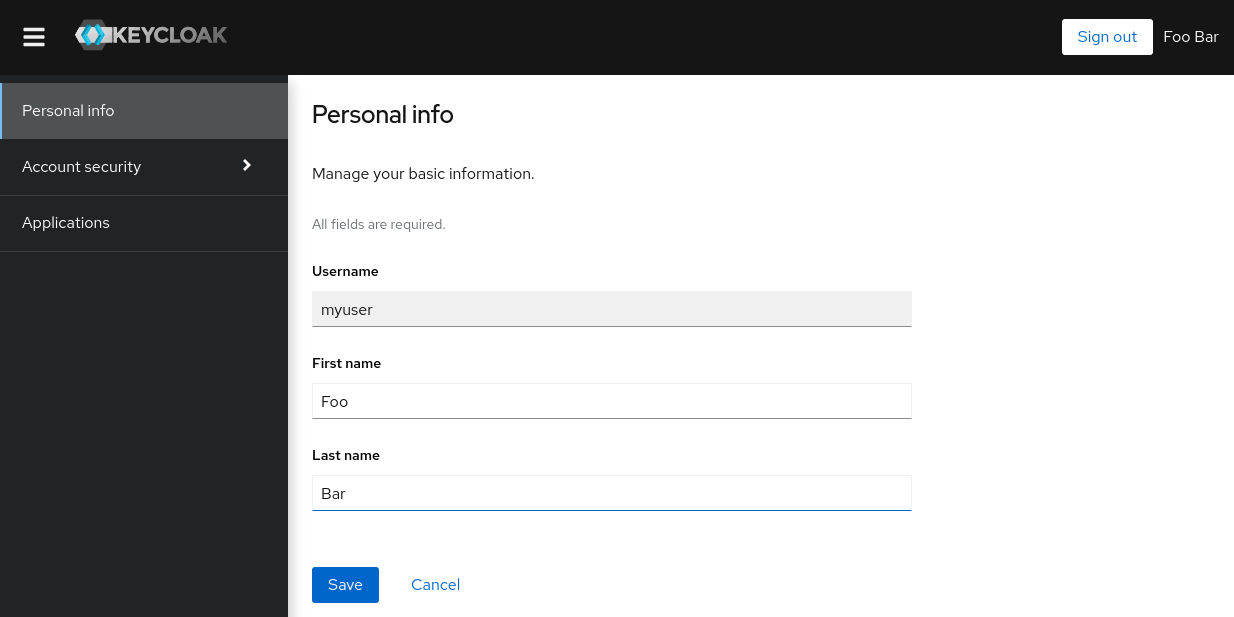 KEYCLOAK
Sign out
Foo Bar
Personal info
Account security
Applications
Personal info
Manage your basic information.
All fields are required.
Username
myuser
First name
Foo
Last name
Bar
Save
Cancel